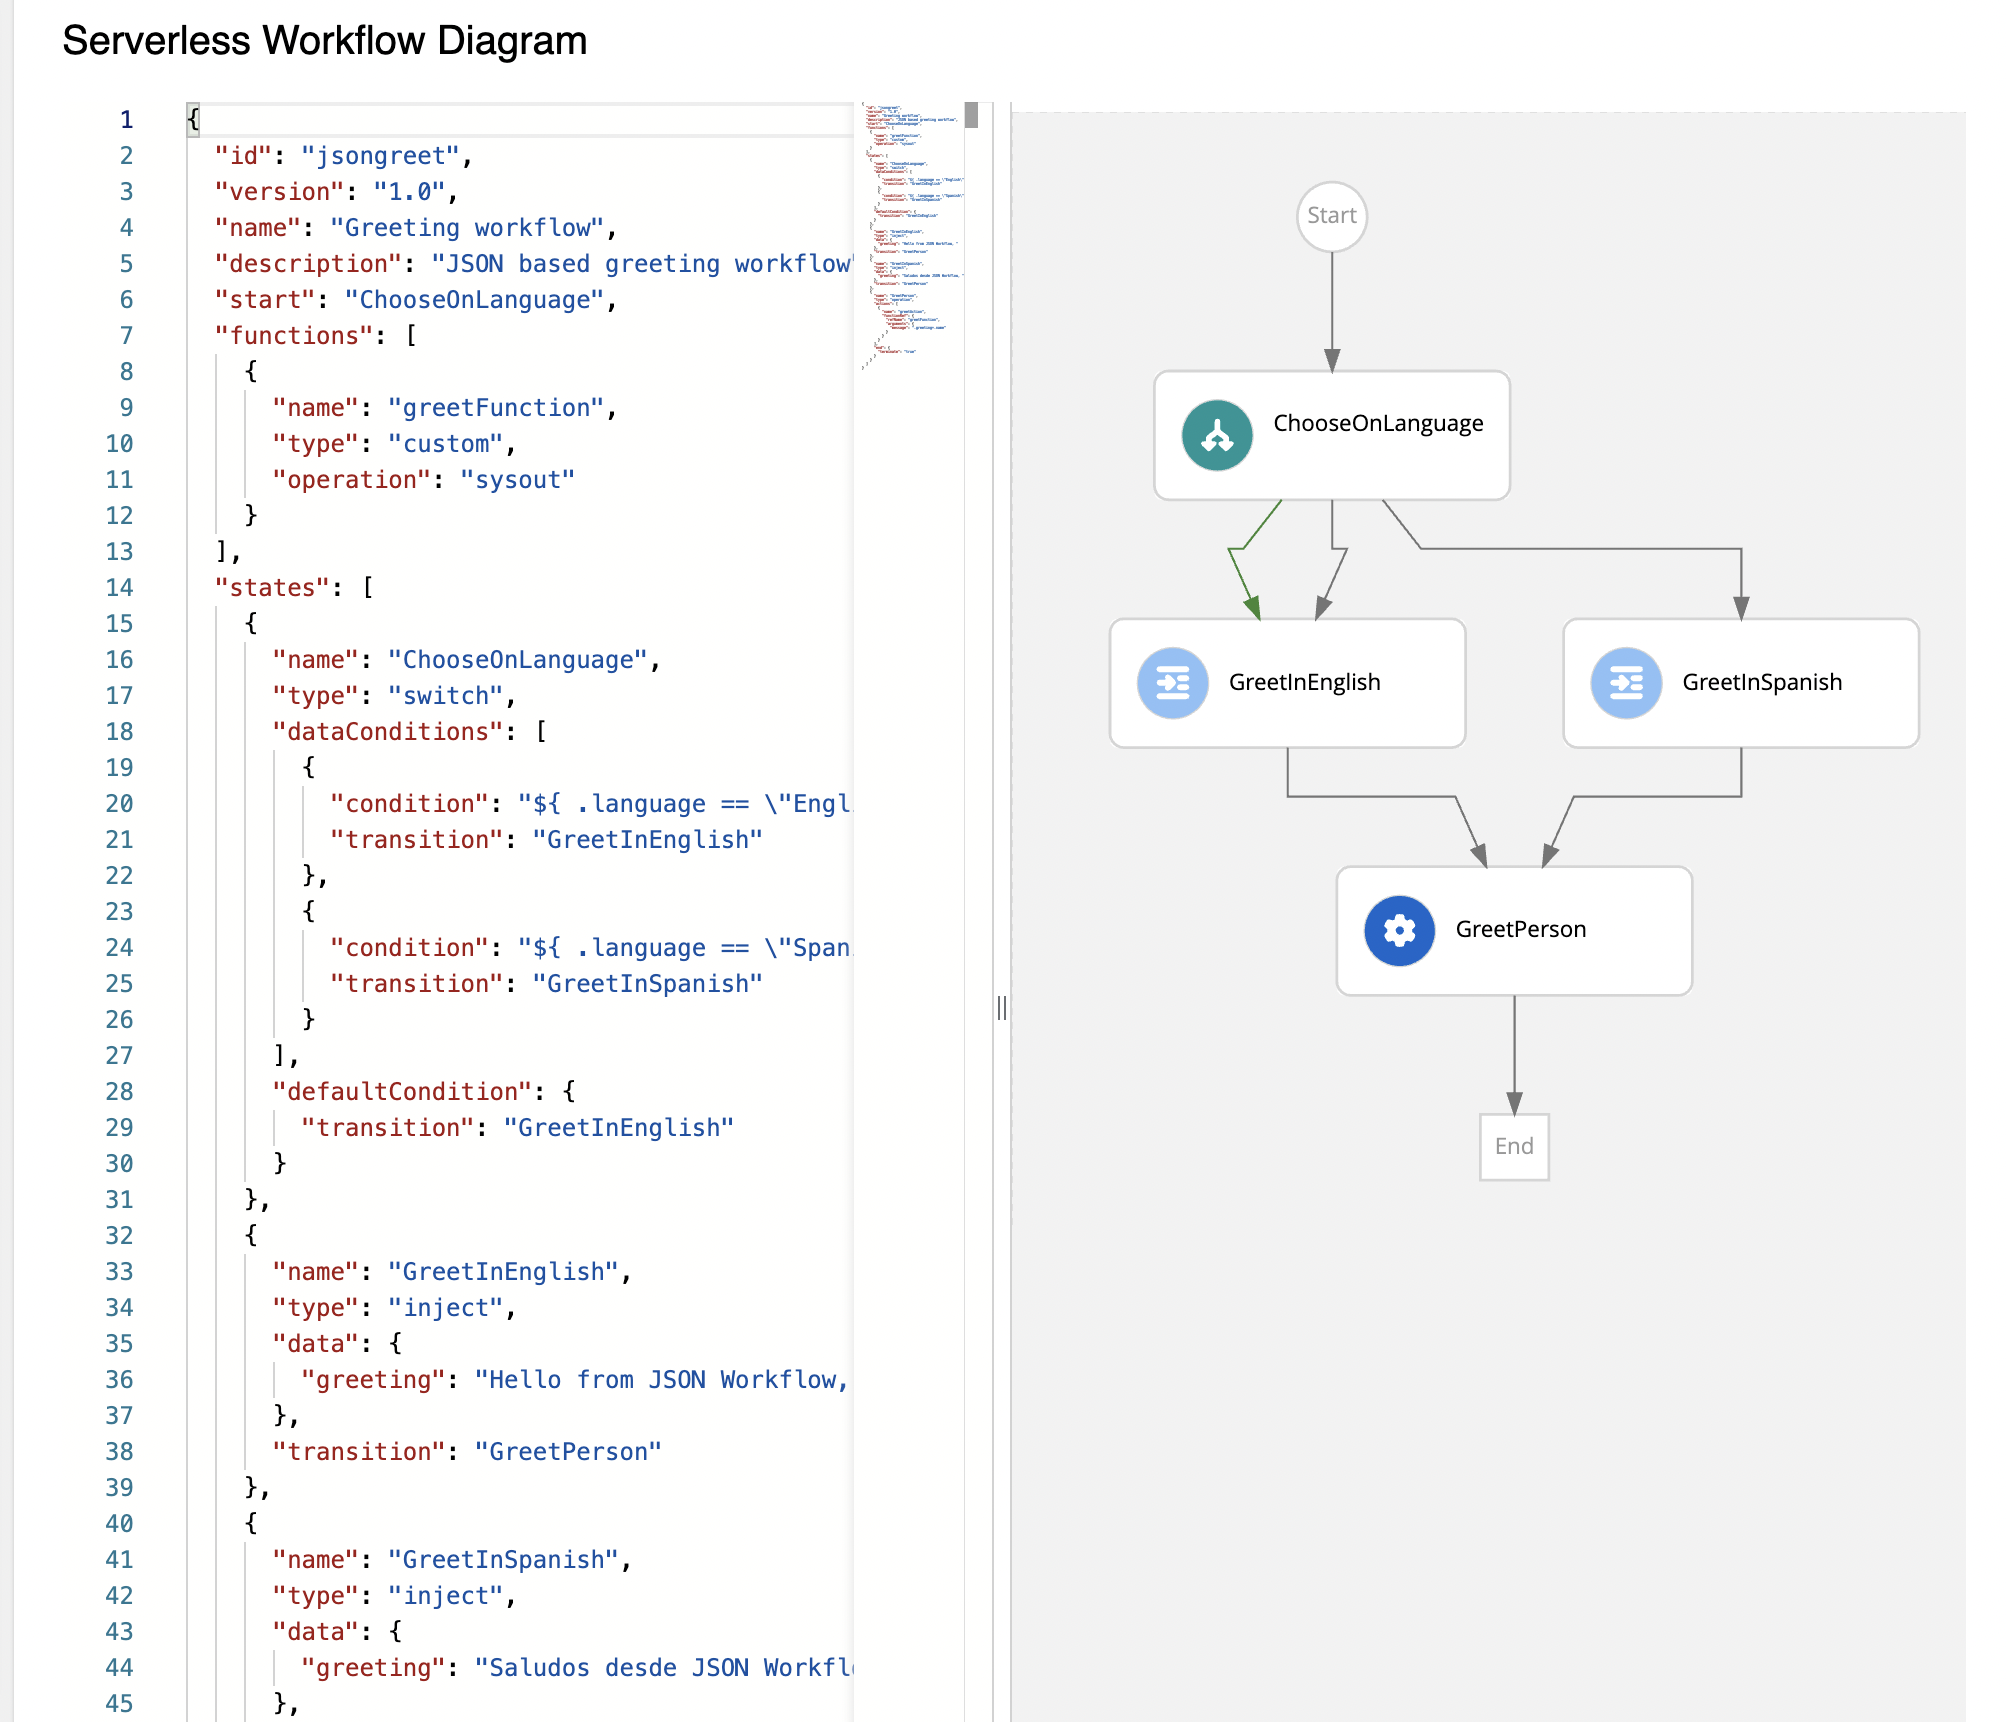 Serverless Workflow Diagram
1 {
2 "id": "jsongreet",
3 "version": "1.0",
4 "name": "Greeting workflow",
5 "description": "JSON based greeting workflow
6 "start": "ChooseOnLanguage",
7 "functions": [
8 {
9 "name": "greetFunction",
10 "type": "custom",
11 "operation": "sysout"
12 }
13 ],
14 "states": [
15 {
16 "name": "ChooseOnLanguage",
17 "type": "switch",
18 "dataConditions": [
19 {
20 "condition": "${ .language == \"Engl
21 "transition": "GreetInEnglish"
22 },
23 {
24 "condition": "${ .language == \"Span
25 "transition": "GreetInSpanish"
26 }
27 ],
28 "defaultCondition": {
29 "transition": "GreetInEnglish"
30 }
31 },
32 {
33 "name": "GreetInEnglish",
34 "type": "inject",
35 "data": {
36 "greeting": "Hello from JSON Workflow,
37 },
38 "transition": "GreetPerson"
39 },
40 {
41 "name": "GreetInSpanish",
42 "type": "inject",
43 "data": {
44 "greeting": "Saludos desde JSON Workfl
45 },
Start
ChooseOnLanguage
GreetInEnglish
GreetInSpanish
GreetPerson
End